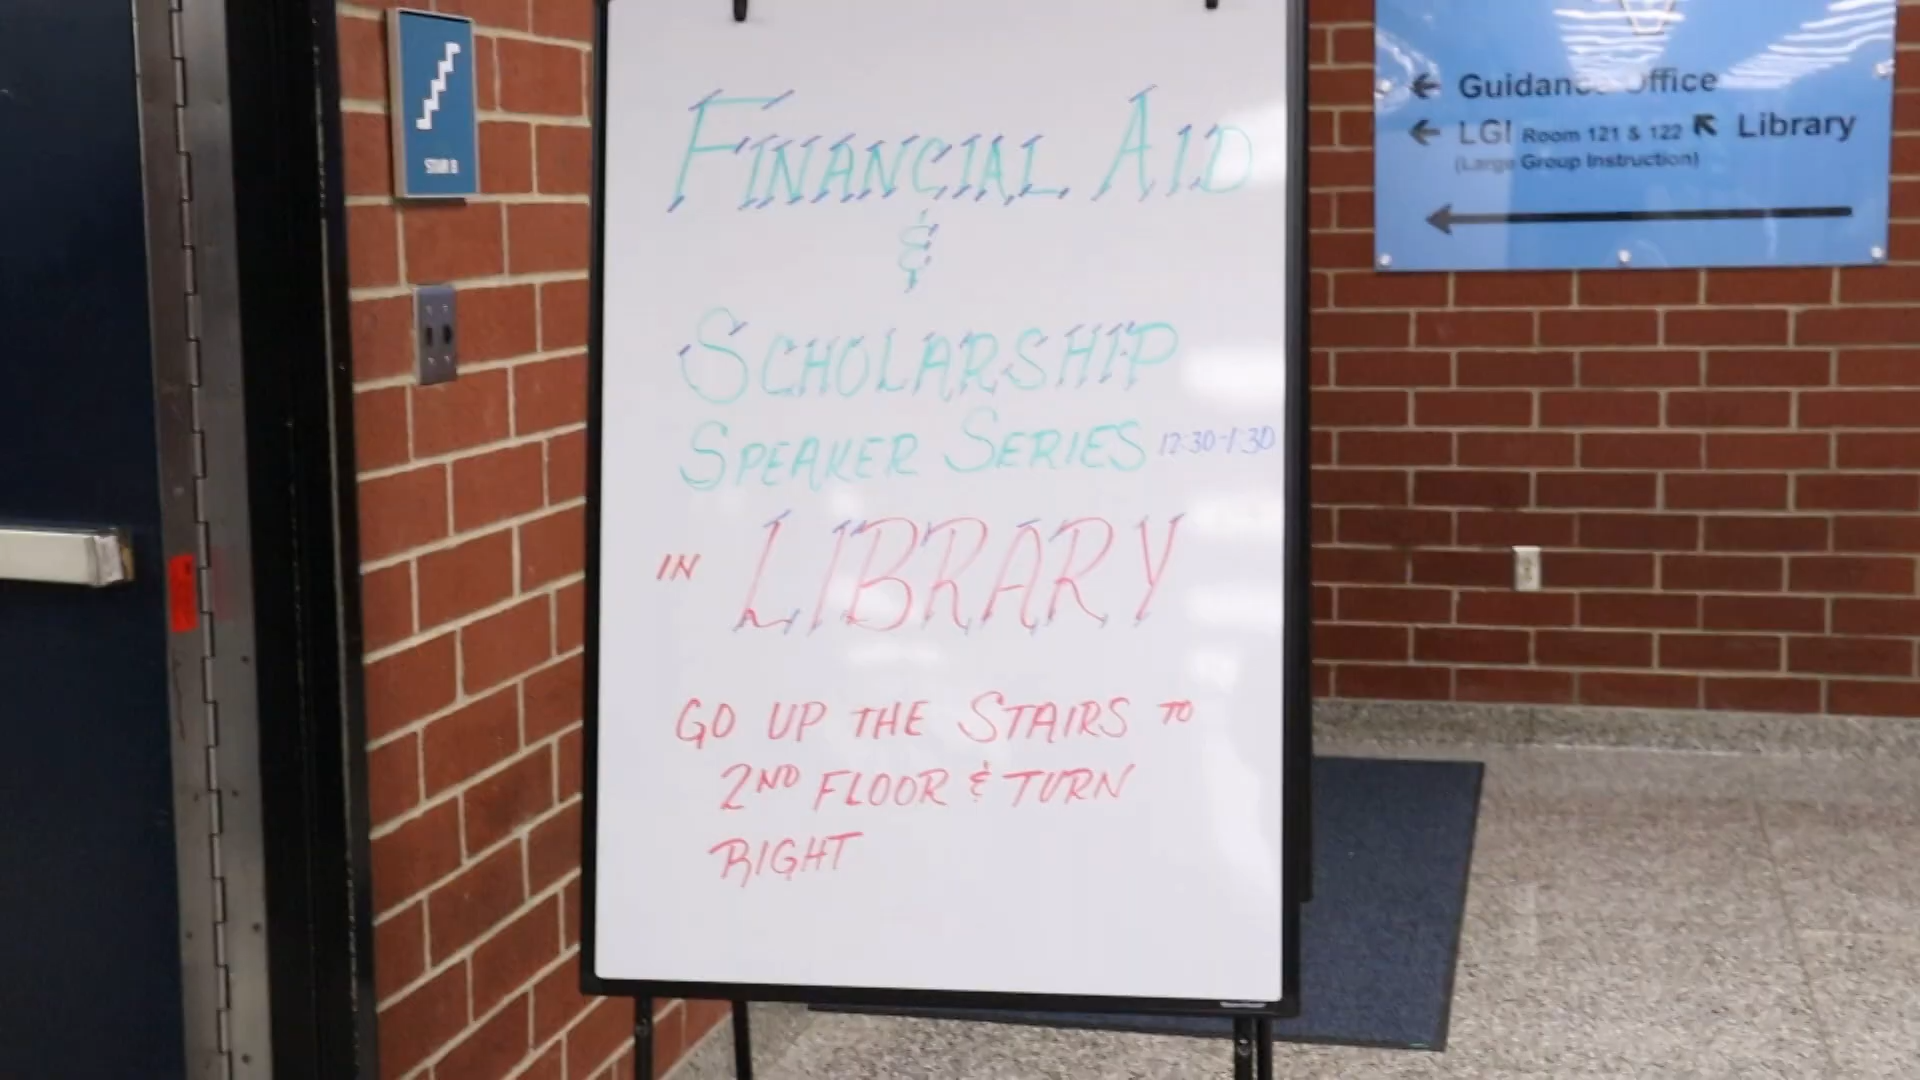 STAIR B
FINANCIAL AID
&
SCHOLARSHIP
SPEAKER SERIES 12:30-1:30
IN LIBRARY
GO UP THE STAIRS TO
2ND FLOOR & TURN
RIGHT
← Guidance Office
← LGI Room 121 & 122 ↖ Library
(Large Group Instruction)